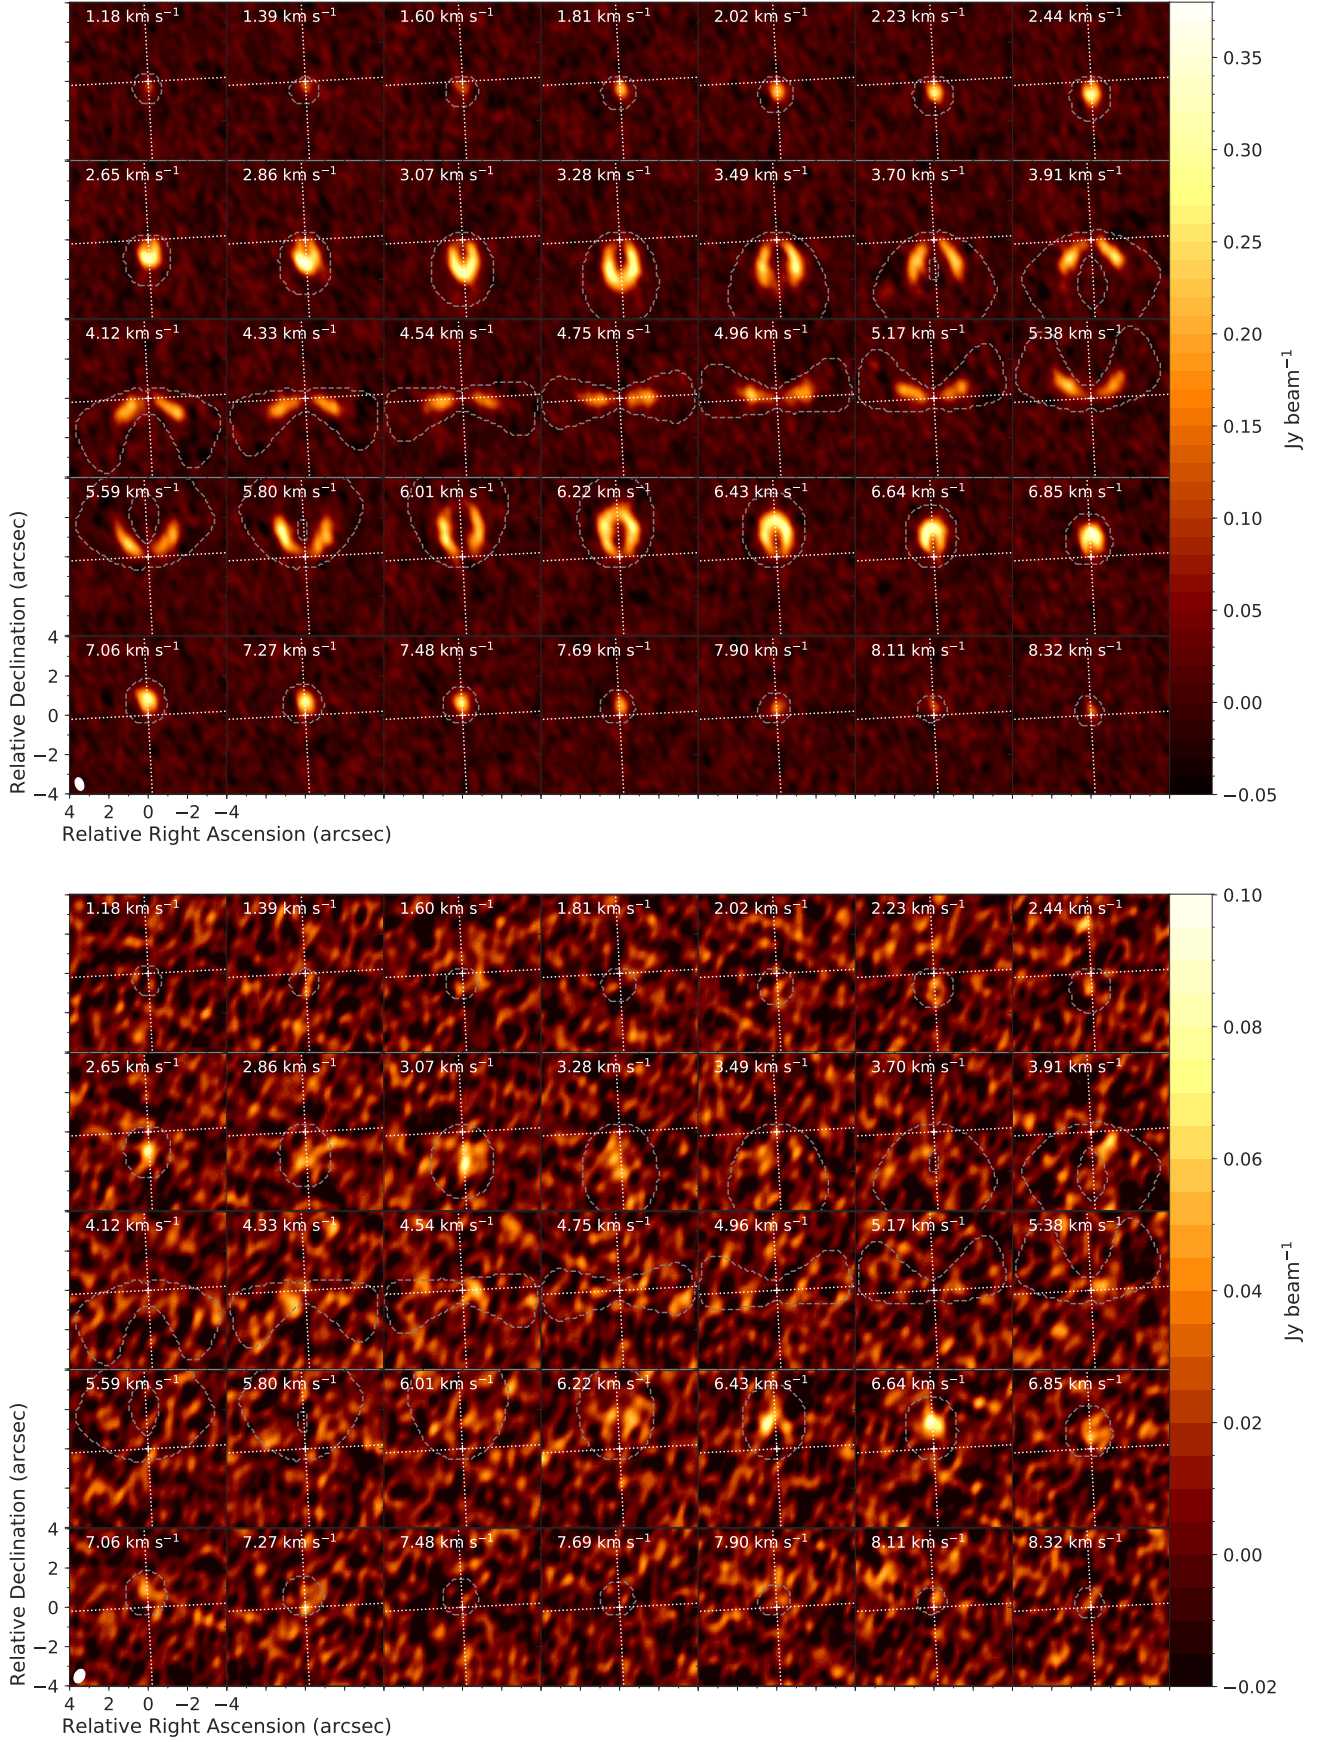 1.18 km s⁻¹ 1.39 km s⁻¹ 1.60 km s⁻¹ 1.81 km s⁻¹ 2.02 km s⁻¹ 2.23 km s⁻¹ 2.44 km s⁻¹
2.65 km s⁻¹ 2.86 km s⁻¹ 3.07 km s⁻¹ 3.28 km s⁻¹ 3.49 km s⁻¹ 3.70 km s⁻¹ 3.91 km s⁻¹
4.12 km s⁻¹ 4.33 km s⁻¹ 4.54 km s⁻¹ 4.75 km s⁻¹ 4.96 km s⁻¹ 5.17 km s⁻¹ 5.38 km s⁻¹
5.59 km s⁻¹ 5.80 km s⁻¹ 6.01 km s⁻¹ 6.22 km s⁻¹ 6.43 km s⁻¹ 6.64 km s⁻¹ 6.85 km s⁻¹
7.06 km s⁻¹ 7.27 km s⁻¹ 7.48 km s⁻¹ 7.69 km s⁻¹ 7.90 km s⁻¹ 8.11 km s⁻¹ 8.32 km s⁻¹
4
2
0
−2
−4
Relative Declination (arcsec)
4 2 0 −2 −4
Relative Right Ascension (arcsec)
0.35
0.30
0.25
0.20
0.15
0.10
0.05
0.00
−0.05
Jy beam⁻¹
1.18 km s⁻¹ 1.39 km s⁻¹ 1.60 km s⁻¹ 1.81 km s⁻¹ 2.02 km s⁻¹ 2.23 km s⁻¹ 2.44 km s⁻¹
2.65 km s⁻¹ 2.86 km s⁻¹ 3.07 km s⁻¹ 3.28 km s⁻¹ 3.49 km s⁻¹ 3.70 km s⁻¹ 3.91 km s⁻¹
4.12 km s⁻¹ 4.33 km s⁻¹ 4.54 km s⁻¹ 4.75 km s⁻¹ 4.96 km s⁻¹ 5.17 km s⁻¹ 5.38 km s⁻¹
5.59 km s⁻¹ 5.80 km s⁻¹ 6.01 km s⁻¹ 6.22 km s⁻¹ 6.43 km s⁻¹ 6.64 km s⁻¹ 6.85 km s⁻¹
7.06 km s⁻¹ 7.27 km s⁻¹ 7.48 km s⁻¹ 7.69 km s⁻¹ 7.90 km s⁻¹ 8.11 km s⁻¹ 8.32 km s⁻¹
4
2
0
−2
−4
Relative Declination (arcsec)
4 2 0 −2 −4
Relative Right Ascension (arcsec)
0.10
0.08
0.06
0.04
0.02
0.00
−0.02
Jy beam⁻¹